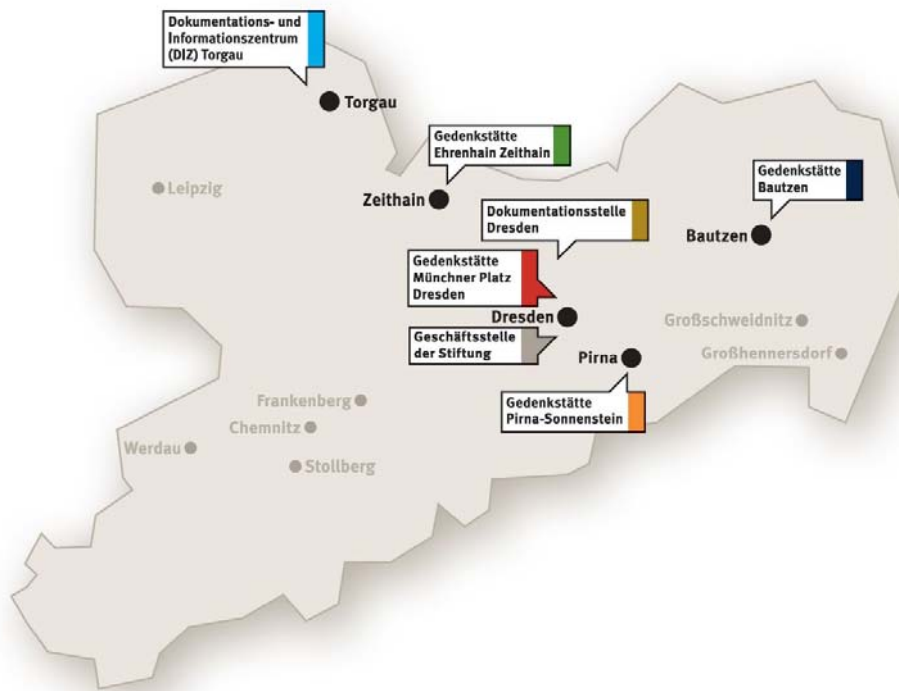 Dokumentations- und
Informationszentrum
(DIZ) Torgau
Torgau
Gedenkstätte
Ehrenhain Zeithain
Leipzig
Zeithain
Gedenkstätte
Bautzen
Dokumentationsstelle
Dresden
Bautzen
Gedenkstätte
Münchner Platz
Dresden
Dresden
Großschweidnitz
Geschäftsstelle
der Stiftung
Pirna
Großhennersdorf
Gedenkstätte
Pirna-Sonnenstein
Frankenberg
Chemnitz
Werdau
Stollberg